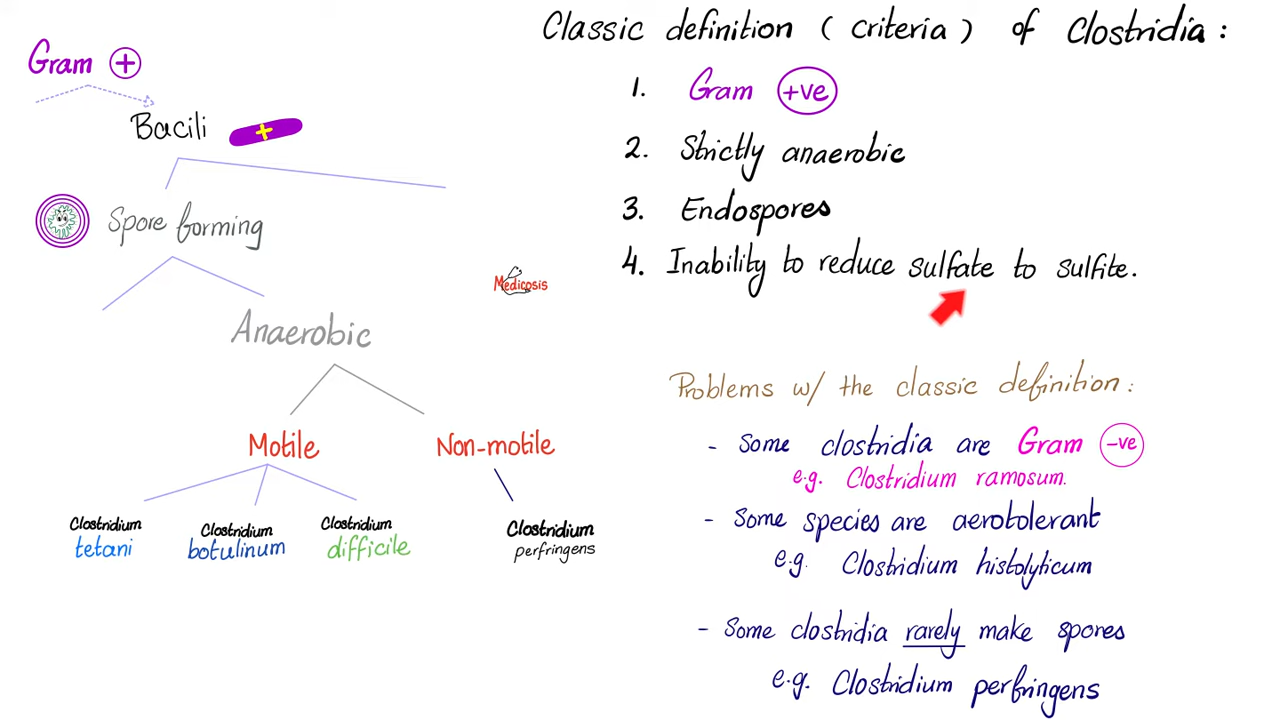 Classic definition ( criteria ) of Clostridia :
1. Gram +ve
2. Strictly anaerobic
3. Endospores
4. Inability to reduce sulfate to sulfite.
Problems w/ the classic definition :
- Some clostridia are Gram -ve
e.g. Clostridium ramosum.
- Some species are aerotolerant
e.g. Clostridium histolyticum
- Some clostridia rarely make spores
e.g. Clostridium perfringens
Gram +
Bacili +
Spore forming
Medicosis
Anaerobic
Motile
Non-motile
Clostridium
tetani
Clostridium
botulinum
Clostridium
difficile
Clostridium
perfringens